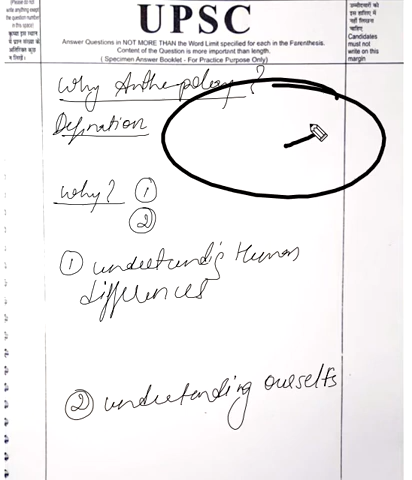 UPSC
Answer Questions in NOT MORE THAN the Word Limit specified for each in the Parenthesis.
Content of the Question is more important than length.
( Specimen Answer Booklet - For Practice Purpose Only)
उम्मीदवारों को
इस हाशिए में
नहीं लिखना
चाहिए
Candidates
must not
write on this
margin
Why Anthropology?
Defination
Why? ①
②
① understanding Human
differences
② understanding ourselfs